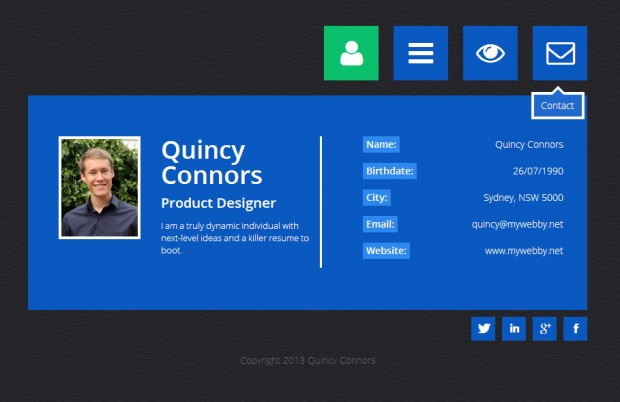 Contact
Quincy
Connors
Product Designer
I am a truly dynamic individual with
next-level ideas and a killer resume to
boot.
Name: Quincy Connors
Birthdate: 26/07/1990
City: Sydney, NSW 5000
Email: quincy@mywebby.net
Website: www.mywebby.net
in g+ f
Copyright 2013 Quincy Connors